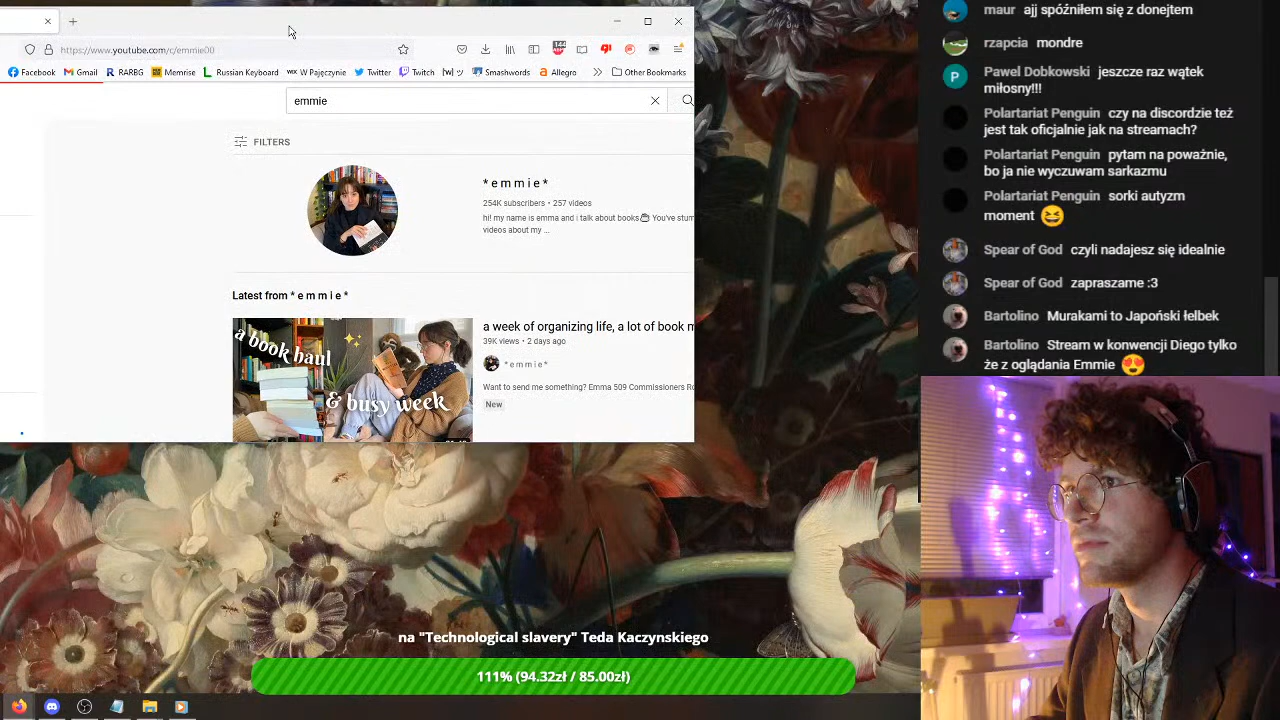 https://www.youtube.com/c/emmie00
144
Facebook Gmail RARBG Memrise Russian Keyboard W Pajęczynie Twitter Twitch Smashwords Allegro Other Bookmarks
emmie
FILTERS
* e m m i e *
254K subscribers • 257 videos
hi! my name is emma and i talk about books You've stum
videos about my ...
Latest from * e m m i e *
a book haul
& busy week
a week of organizing life, a lot of book m
39K views • 2 days ago
* e m m i e *
Want to send me something? Emma 509 Commissioners Ro
New
na "Technological slavery" Teda Kaczynskiego
111% (94.32zł / 85.00zł)
maur ajj spóźniłem się z donejtem
rzapcia mondre
P
Pawel Dobkowski jeszcze raz wątek
miłosny!!!
Polartariat Penguin czy na discordzie też
jest tak oficjalnie jak na streamach?
Polartariat Penguin pytam na poważnie,
bo ja nie wyczuwam sarkazmu
Polartariat Penguin sorki autyzm
moment
Spear of God czyli nadajesz się idealnie
Spear of God zapraszame :3
Bartolino Murakami to Japoński łelbek
Bartolino Stream w konwencji Diego tylko
że z oglądania Emmie